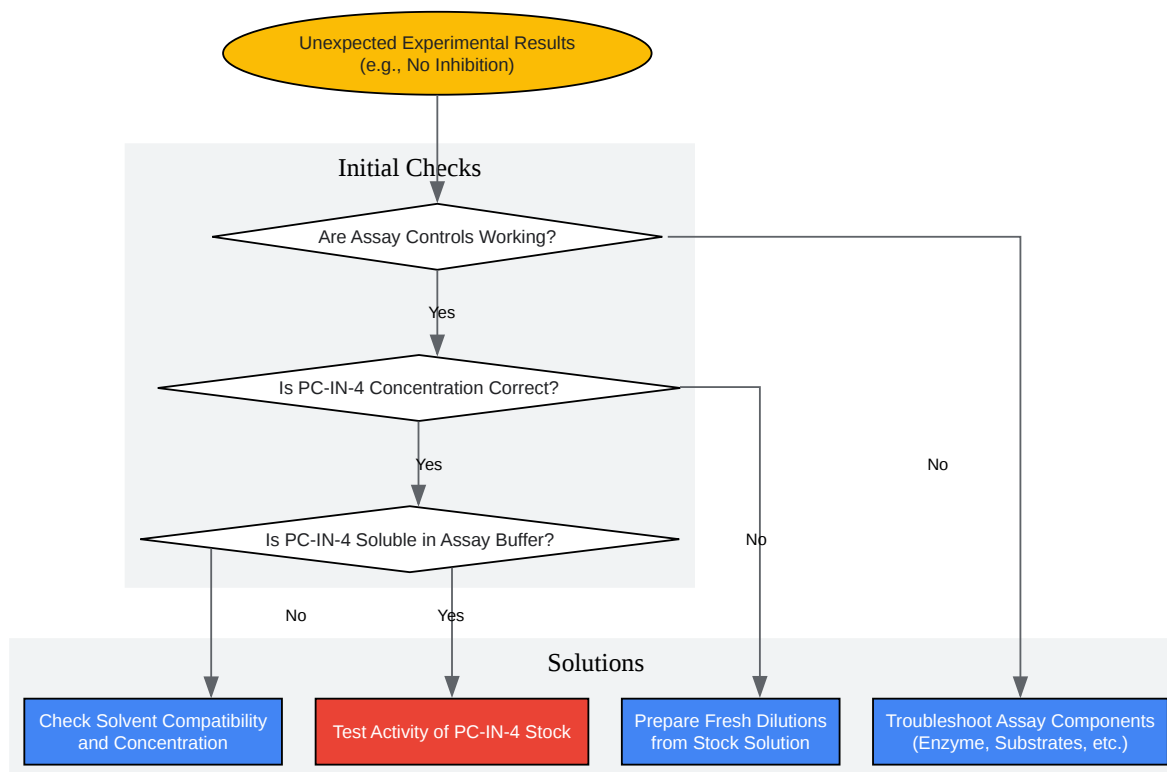 Unexpected Experimental Results
(e.g., No Inhibition)
Initial Checks
Are Assay Controls Working?
Yes
Is PC-IN-4 Concentration Correct?
Yes
No
Is PC-IN-4 Soluble in Assay Buffer?
No
No
Yes
Solutions
Check Solvent Compatibility
and Concentration
Test Activity of PC-IN-4 Stock
Prepare Fresh Dilutions
from Stock Solution
Troubleshoot Assay Components
(Enzyme, Substrates, etc.)